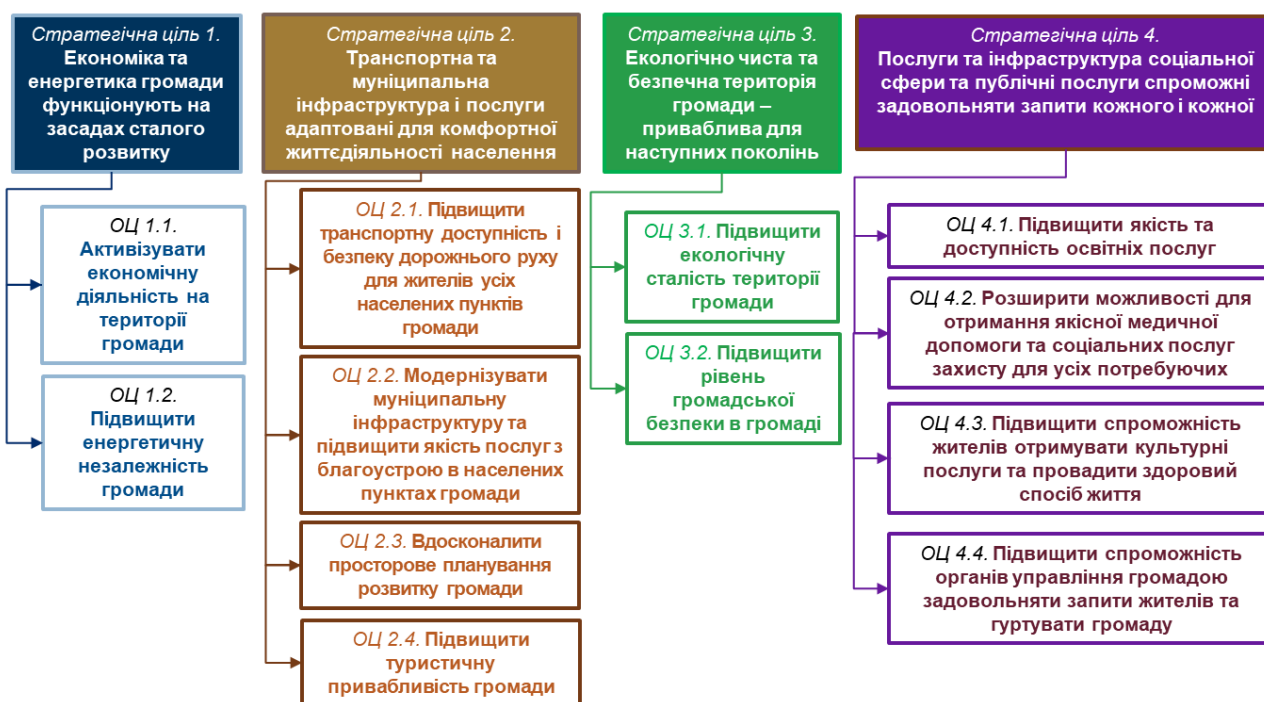 Стратегічна ціль 1.
Економіка та
енергетика громади
функціонують на
засадах сталого
розвитку
ОЦ 1.1.
Активізувати
економічну
діяльність на
території
громади
ОЦ 1.2.
Підвищити
енергетичну
незалежність
громади
Стратегічна ціль 2.
Транспортна та
муніципальна
інфраструктура і послуги
адаптовані для комфортної
життєдіяльності населення
ОЦ 2.1. Підвищити
транспортну доступність і
безпеку дорожнього руху
для жителів усіх
населених пунктів
громади
ОЦ 2.2. Модернізувати
муніципальну
інфраструктуру та
підвищити якість послуг з
благоустрою в населених
пунктах громади
ОЦ 2.3. Вдосконалити
просторове планування
розвитку громади
ОЦ 2.4. Підвищити
туристичну
привабливість громади
Стратегічна ціль 3.
Екологічно чиста та
безпечна територія
громади –
приваблива для
наступних поколінь
ОЦ 3.1. Підвищити
екологічну
сталість території
громади
ОЦ 3.2. Підвищити
рівень
громадської
безпеки в громаді
Стратегічна ціль 4.
Послуги та інфраструктура соціальної
сфери та публічні послуги спроможні
задовольняти запити кожного і кожної
ОЦ 4.1. Підвищити якість та
доступність освітніх послуг
ОЦ 4.2. Розширити можливості для
отримання якісної медичної
допомоги та соціальних послуг
захисту для усіх потребуючих
ОЦ 4.3. Підвищити спроможність
жителів отримувати культурні
послуги та провадити здоровий
спосіб життя
ОЦ 4.4. Підвищити спроможність
органів управління громадою
задовольняти запити жителів та
гуртувати громаду